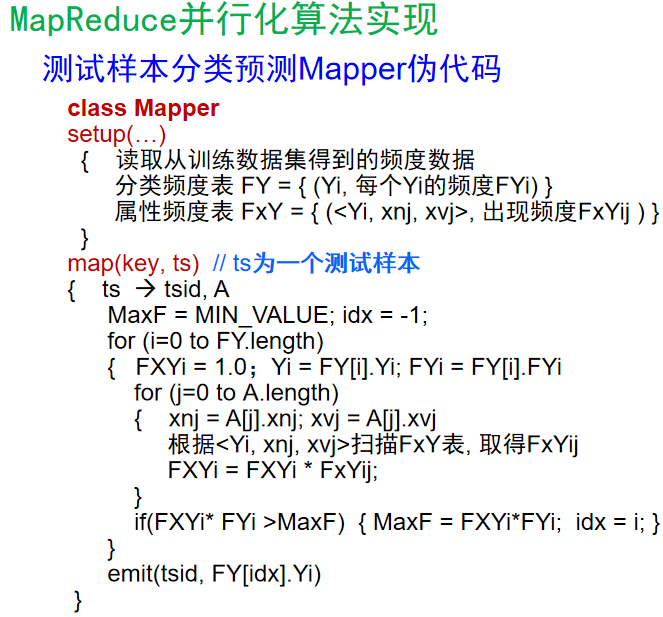 MapReduce并行化算法实现
测试样本分类预测Mapper伪代码
class Mapper
setup(…)
{ 读取从训练数据集得到的频度数据
分类频度表 FY = { (Yi, 每个Yi的频度FYi) }
属性频度表 FxY = { (<Yi, xnj, xvj>, 出现频度FxYij ) }
}
map(key, ts) // ts为一个测试样本
{ ts → tsid, A
MaxF = MIN_VALUE; idx = -1;
for (i=0 to FY.length)
{ FXYi = 1.0；Yi = FY[i].Yi; FYi = FY[i].FYi
for (j=0 to A.length)
{ xnj = A[j].xnj; xvj = A[j].xvj
根据<Yi, xnj, xvj>扫描FxY表, 取得FxYij
FXYi = FXYi * FxYij;
}
if(FXYi* FYi >MaxF) { MaxF = FXYi*FYi; idx = i; }
}
emit(tsid, FY[idx].Yi)
}